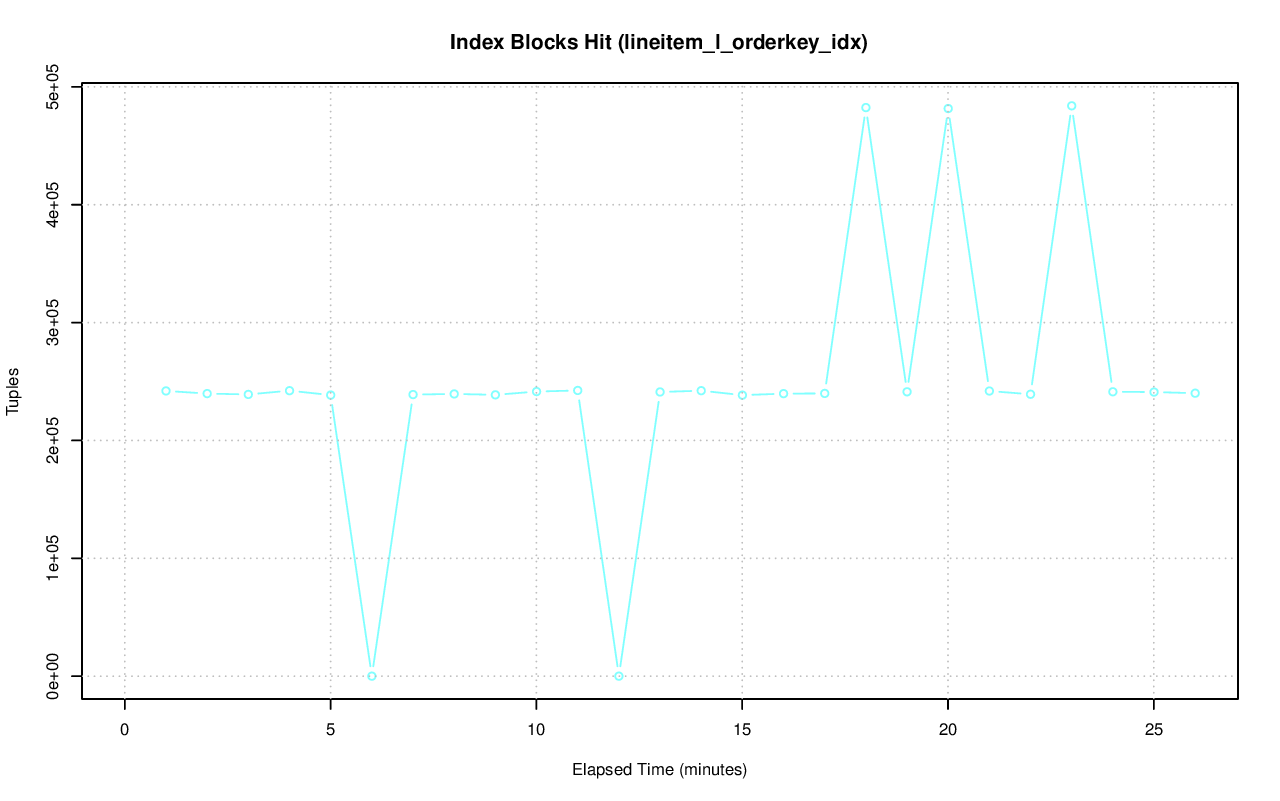 Index Blocks Hit (lineitem_l_orderkey_idx)
5e+05
4e+05
3e+05
2e+05
1e+05
0e+00
Tuples
0 5 10 15 20 25
Elapsed Time (minutes)